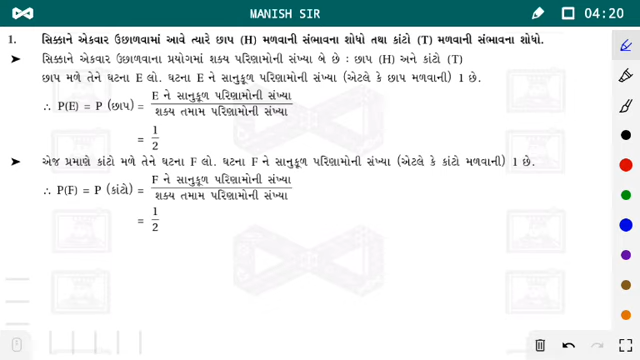 MANISH SIR
04:20
1. સિક્કાને એકવાર ઉછાળવામાં આવે ત્યારે છાપ (H) મળવાની સંભાવના શોધો તથા કાંટો (T) મળવાની સંભાવના શોધો.
➤ સિક્કાને એકવાર ઉછાળવાના પ્રયોગમાં શક્ય પરિણામોની સંખ્યા બે છે : છાપ (H) અને કાંટો (T)
છાપ મળે તેને ઘટના E લો. ઘટના E ને સાનુકૂળ પરિણામોની સંખ્યા (એટલે કે છાપ મળવાની) 1 છે.
∴ P(E) = P (છાપ) = E ને સાનુકૂળ પરિણામોની સંખ્યા / શક્ય તમામ પરિણામોની સંખ્યા
= 1/2
➤ એજ પ્રમાણે કાંટો મળે તેને ઘટના F લો. ઘટના F ને સાનુકૂળ પરિણામોની સંખ્યા (એટલે કે કાંટો મળવાની) 1 છે.
∴ P(F) = P (કાંટો) = F ને સાનુકૂળ પરિણામોની સંખ્યા / શક્ય તમામ પરિણામોની સંખ્યા
= 1/2